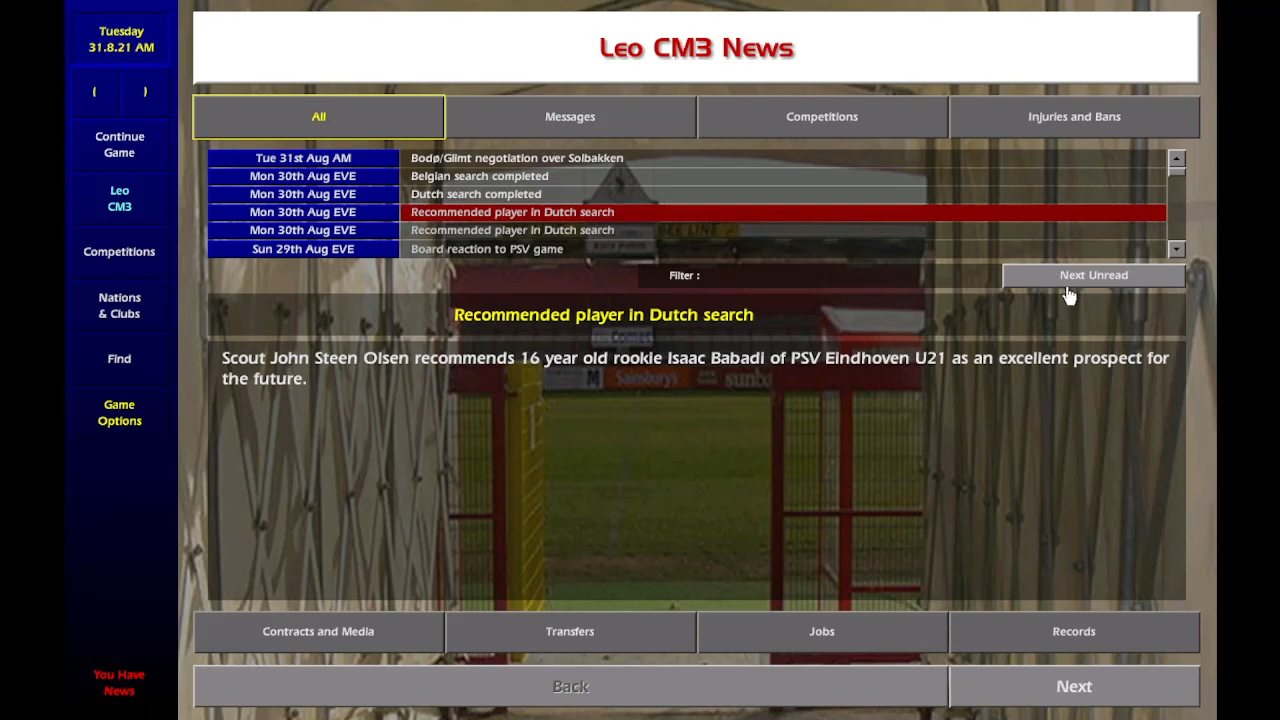 Tuesday
31.8.21 AM
Continue
Game
Leo
CM3
Competitions
Nations
& Clubs
Find
Game
Options
You Have
News
Leo CM3 News
All
Messages
Competitions
Injuries and Bans
Tue 31st Aug AM Bodø/Glimt negotiation over Solbakken
Mon 30th Aug EVE Belgian search completed
Mon 30th Aug EVE Dutch search completed
Mon 30th Aug EVE Recommended player in Dutch search
Mon 30th Aug EVE Recommended player in Dutch search
Sun 29th Aug EVE Board reaction to PSV game
Filter :
Next Unread
Recommended player in Dutch search
Scout John Steen Olsen recommends 16 year old rookie Isaac Babadi of PSV Eindhoven U21 as an excellent prospect for
the future.
Comet
Sainsburys
Contracts and Media
Transfers
Jobs
Records
Back
Next